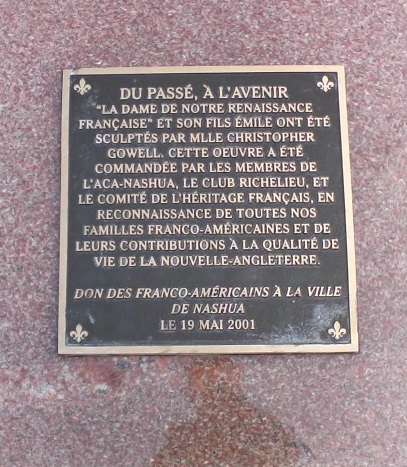 DU PASSÉ, À L'AVENIR
"LA DAME DE NOTRE RENAISSANCE
FRANÇAISE" ET SON FILS ÉMILE ONT ÉTÉ
SCULPTÉS PAR MLLE CHRISTOPHER
GOWELL. CETTE OEUVRE A ÉTÉ
COMMANDÉE PAR LES MEMBRES DE
L'ACA-NASHUA, LE CLUB RICHELIEU, ET
LE COMITÉ DE L'HÉRITAGE FRANÇAIS, EN
RECONNAISSANCE DE TOUTES NOS
FAMILLES FRANCO-AMÉRICAINES ET DE
LEURS CONTRIBUTIONS À LA QUALITÉ DE
VIE DE LA NOUVELLE-ANGLETERRE.
DON DES FRANCO-AMÉRICAINS À LA VILLE
DE NASHUA
LE 19 MAI 2001